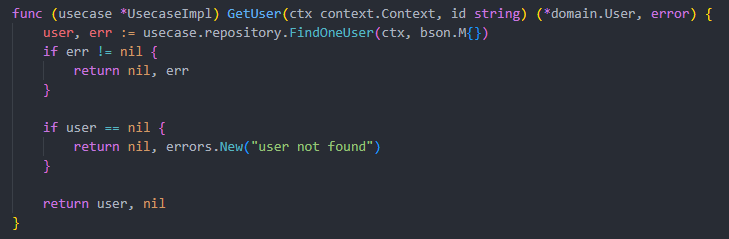 func (usecase *UsecaseImpl) GetUser(ctx context.Context, id string) (*domain.User, error) {
    user, err := usecase.repository.FindOneUser(ctx, bson.M{})
    if err != nil {
        return nil, err
    }

    if user == nil {
        return nil, errors.New("user not found")
    }

    return user, nil
}